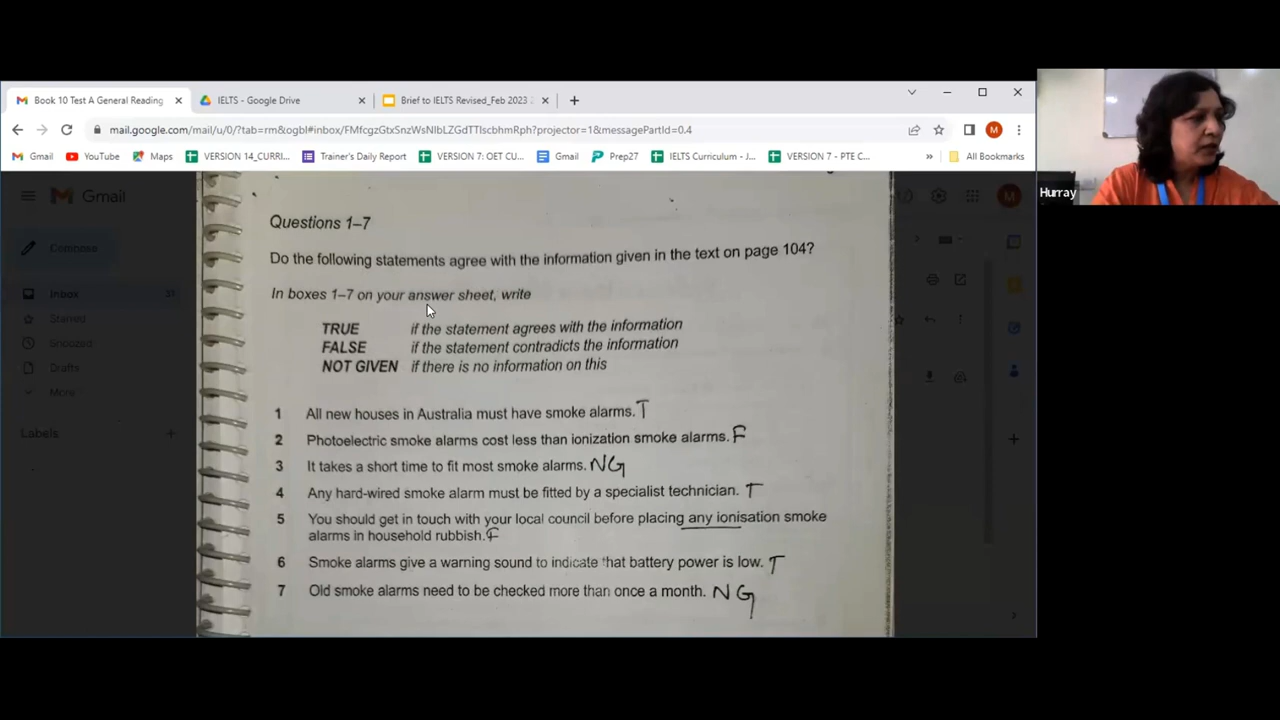 Book 10 Test A General Reading
IELTS - Google Drive
Brief to IELTS Revised_Feb 2023
mail.google.com/mail/u/0/?tab=rm&ogbl#inbox/FMfcgzGtxSnzWsNlbLZGdTTlscbhmRph?projector=1&messagePartId=0.4
M
Gmail YouTube Maps VERSION 14_CURRI... Trainer's Daily Report VERSION 7: OET CU... Gmail Prep27 IELTS Curriculum - J... VERSION 7 - PTE C... » All Bookmarks
Gmail
M
Compose
Inbox
Starred
Snoozed
Drafts
More
Labels
Questions 1–7
Do the following statements agree with the information given in the text on page 104?
In boxes 1–7 on your answer sheet, write
TRUE if the statement agrees with the information
FALSE if the statement contradicts the information
NOT GIVEN if there is no information on this
1 All new houses in Australia must have smoke alarms. T
2 Photoelectric smoke alarms cost less than ionization smoke alarms. F
3 It takes a short time to fit most smoke alarms. NG
4 Any hard-wired smoke alarm must be fitted by a specialist technician. T
5 You should get in touch with your local council before placing any ionisation smoke
alarms in household rubbish. F
6 Smoke alarms give a warning sound to indicate that battery power is low. T
7 Old smoke alarms need to be checked more than once a month. NG
Hurray